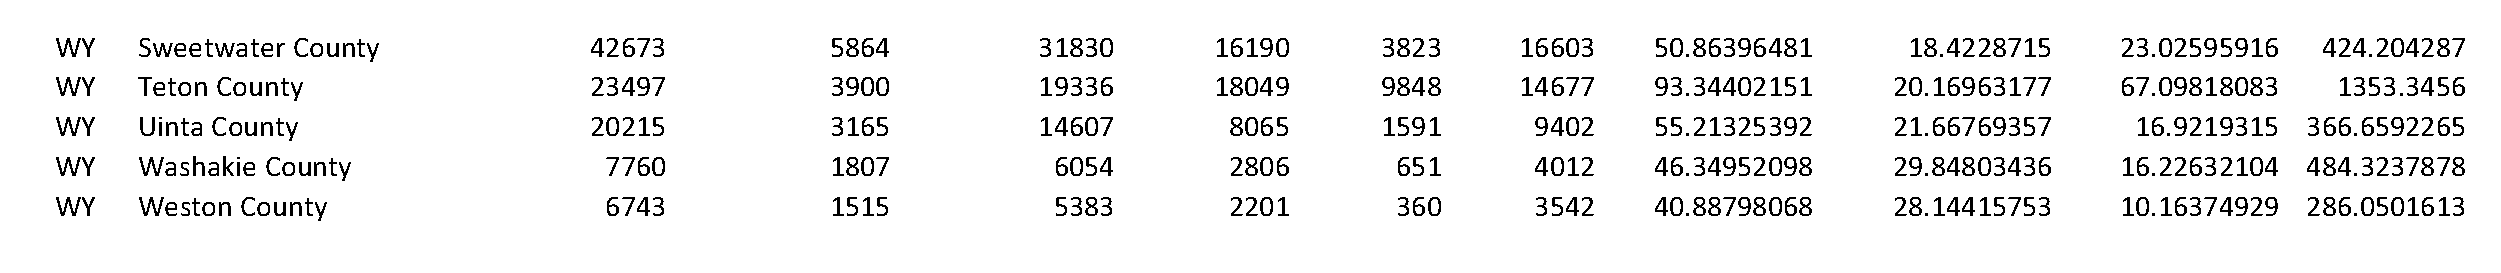 WY Sweetwater County 42673 5864 31830 16190 3823 16603 50.86396481 18.4228715 23.02595916 424.204287
WY Teton County 23497 3900 19336 18049 9848 14677 93.34402151 20.16963177 67.09818083 1353.3456
WY Uinta County 20215 3165 14607 8065 1591 9402 55.21325392 21.66769357 16.9219315 366.6592265
WY Washakie County 7760 1807 6054 2806 651 4012 46.34952098 29.84803436 16.22632104 484.3237878
WY Weston County 6743 1515 5383 2201 360 3542 40.88798068 28.14415753 10.16374929 286.0501613